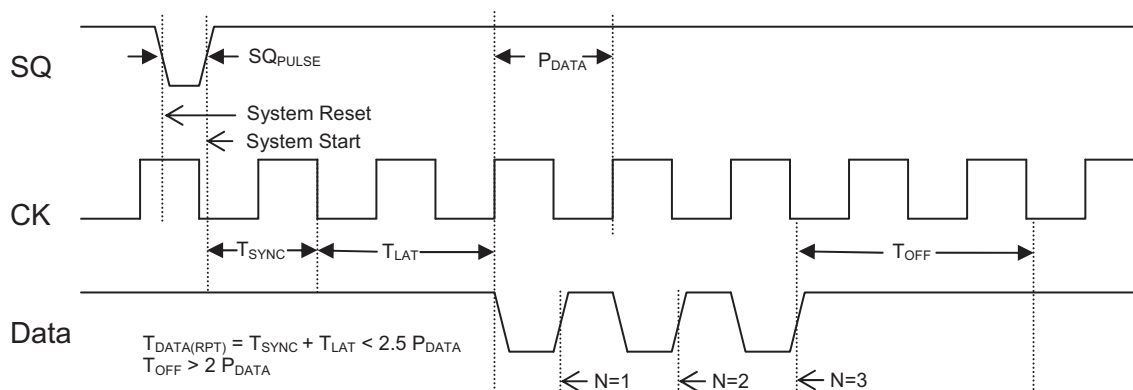 SQ
SQPULSE
PDATA
System Reset
System Start
CK
TSYNC
TLAT
TOFF
Data
TDATA(RPT) = TSYNC + TLAT < 2.5 PDATA
TOFF > 2 PDATA
N=1
N=2
N=3